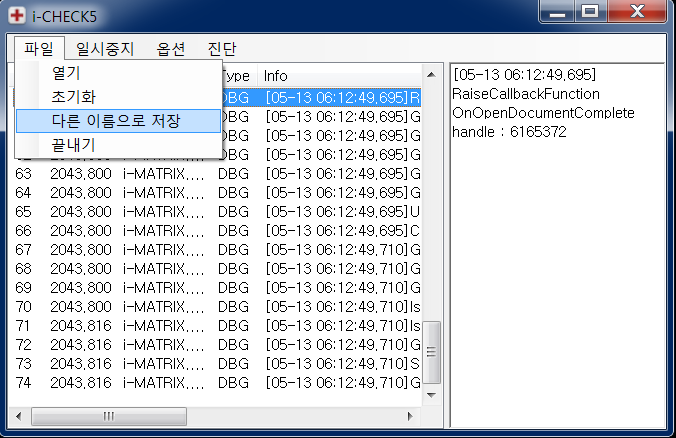 i-CHECK5
파일 일시중지 옵션 진단
열기
초기화
다른 이름으로 저장
끝내기
Type Info
DBG [05-13 06:12:49,695]R
DBG [05-13 06:12:49,695]G
DBG [05-13 06:12:49,695]G
DBG [05-13 06:12:49,695]G
63 2043,800 i-MATRIX,... DBG [05-13 06:12:49,695]G
64 2043,800 i-MATRIX,... DBG [05-13 06:12:49,695]G
65 2043,800 i-MATRIX,... DBG [05-13 06:12:49,695]U
66 2043,800 i-MATRIX,... DBG [05-13 06:12:49,695]C
67 2043,800 i-MATRIX,... DBG [05-13 06:12:49,710]G
68 2043,800 i-MATRIX,... DBG [05-13 06:12:49,710]G
69 2043,800 i-MATRIX,... DBG [05-13 06:12:49,710]G
70 2043,800 i-MATRIX,... DBG [05-13 06:12:49,710]Is
71 2043,816 i-MATRIX,... DBG [05-13 06:12:49,710]Is
72 2043,816 i-MATRIX,... DBG [05-13 06:12:49,710]G
73 2043,816 i-MATRIX,... DBG [05-13 06:12:49,710]S
74 2043,816 i-MATRIX,... DBG [05-13 06:12:49,710]G
[05-13 06:12:49,695]
RaiseCallbackFunction
OnOpenDocumentComplete
handle : 6165372